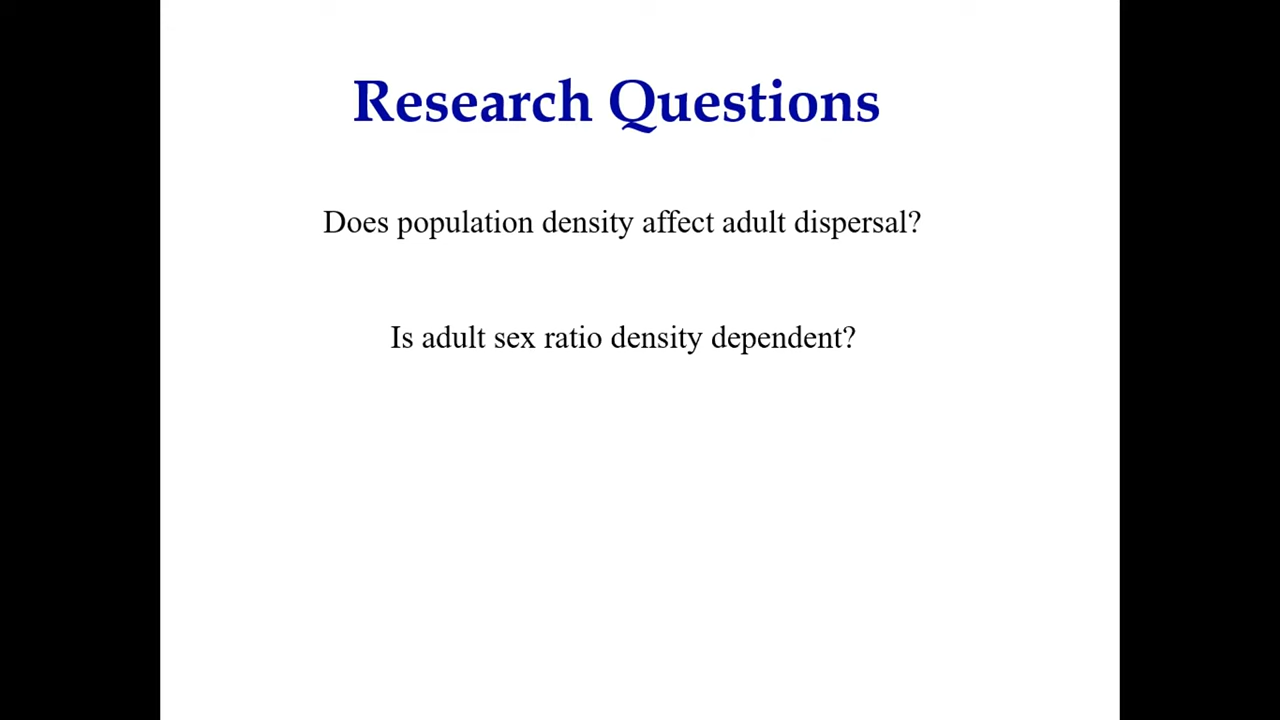 Research Questions
Does population density affect adult dispersal?
Is adult sex ratio density dependent?